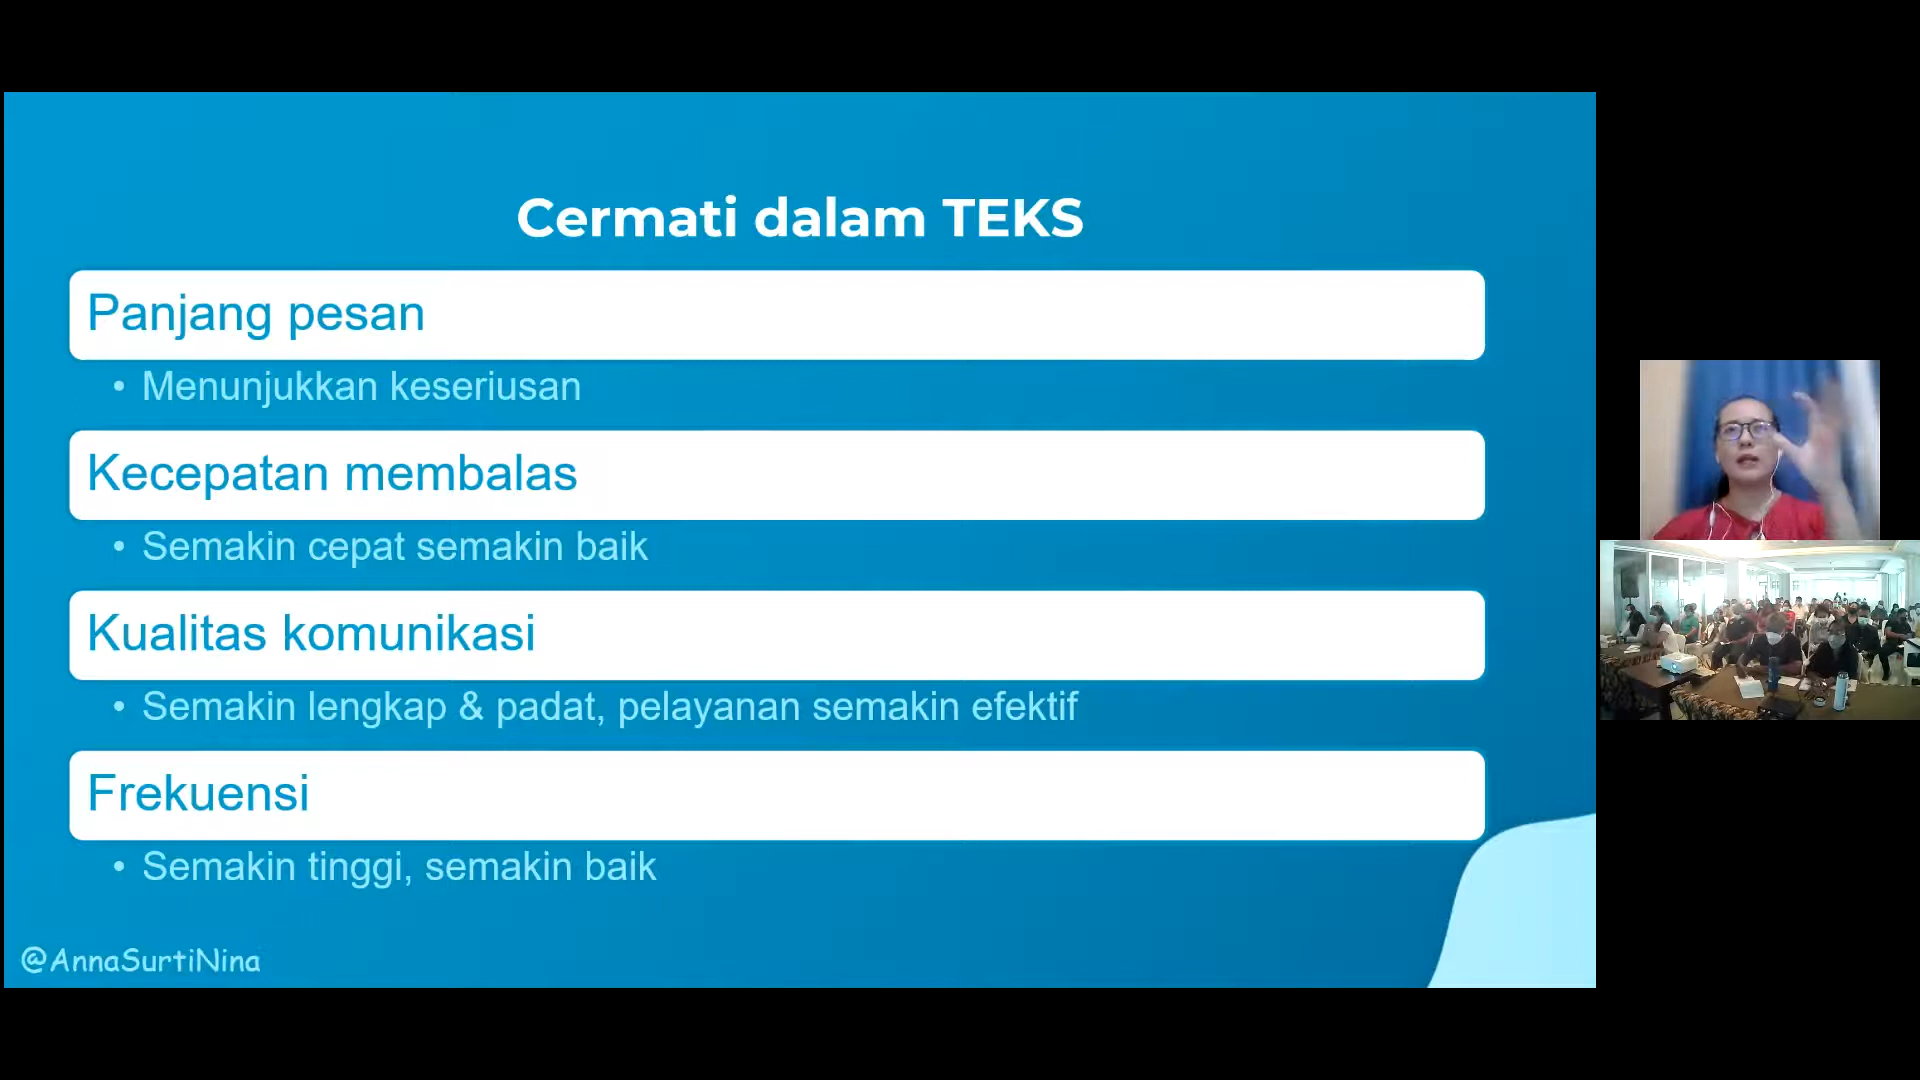 Cermati dalam TEKS
Panjang pesan
• Menunjukkan keseriusan
Kecepatan membalas
• Semakin cepat semakin baik
Kualitas komunikasi
• Semakin lengkap & padat, pelayanan semakin efektif
Frekuensi
• Semakin tinggi, semakin baik
@AnnaSurtiNina